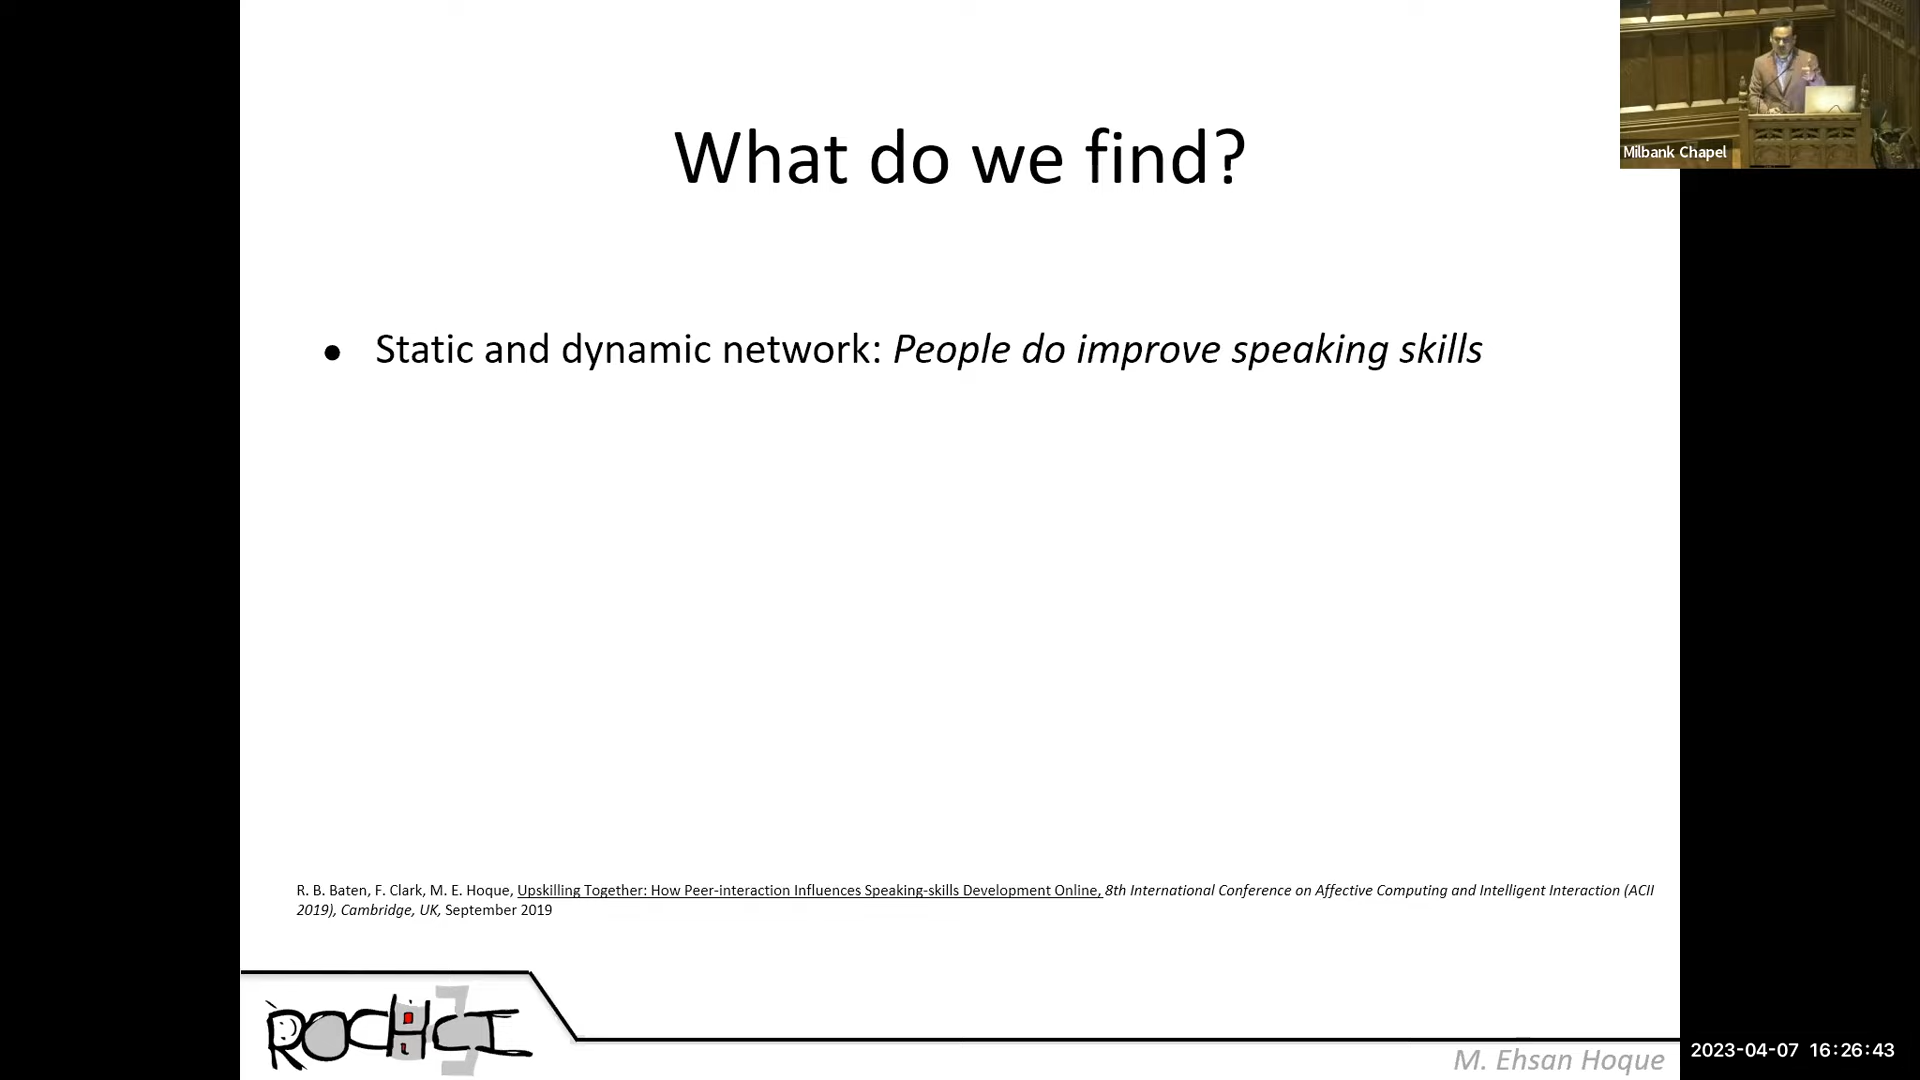 What do we find?
Milbank Chapel
● Static and dynamic network: People do improve speaking skills
R. B. Baten, F. Clark, M. E. Hoque, Upskilling Together: How Peer-interaction Influences Speaking-skills Development Online, 8th International Conference on Affective Computing and Intelligent Interaction (ACII
2019), Cambridge, UK, September 2019
ROCHCI
M. Ehsan Hoque
2023-04-07 16:26:43